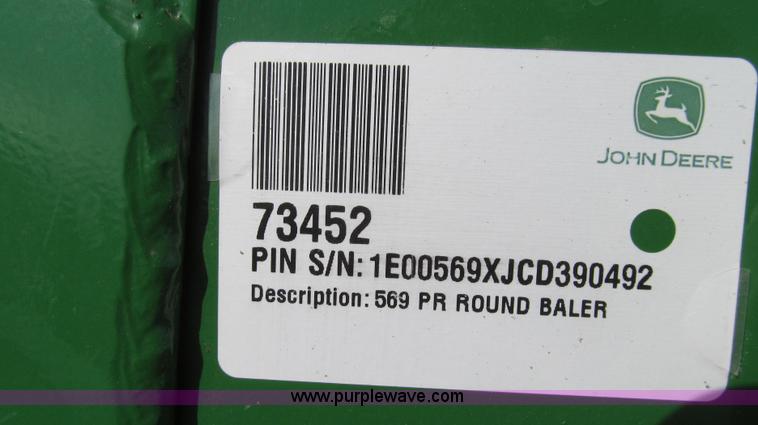 JOHN DEERE
73452
PIN S/N: 1E00569XJCD390492
Description: 569 PR ROUND BALER
www.purplewave.com